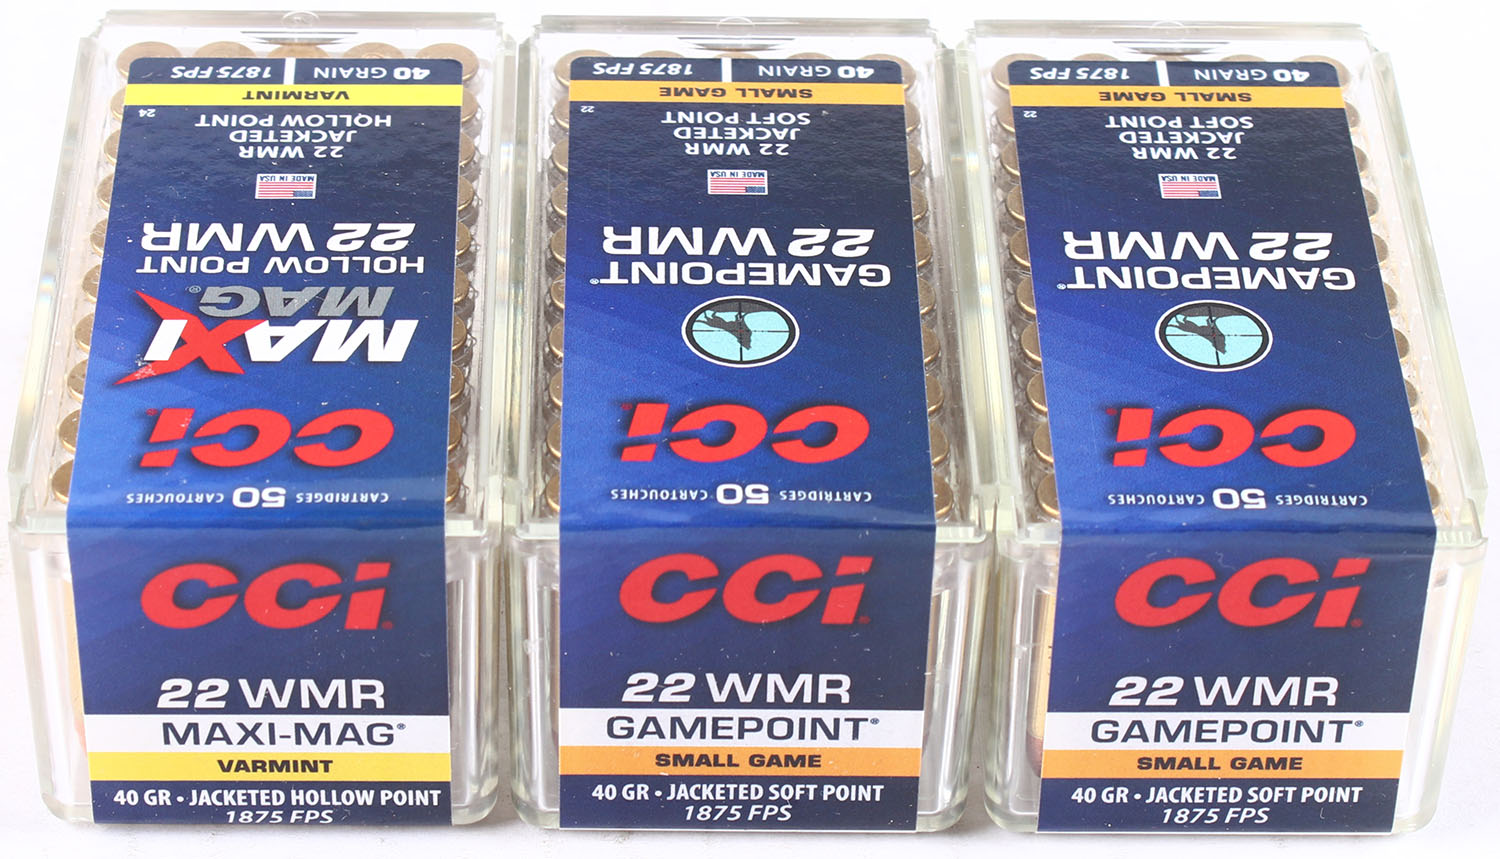 40 GRAIN 1875 FPS
VARMINT
24
22 WMR
JACKETED
HOLLOW POINT
MADE IN USA
22 WMR
HOLLOW POINT
MAG®
MAXI
CCI®
CARTRIDGES 50 CARTOUCHES
CCI®
22 WMR
MAXI-MAG®
VARMINT
40 GR • JACKETED HOLLOW POINT
1875 FPS
40 GRAIN 1875 FPS
SMALL GAME
22
22 WMR
JACKETED
SOFT POINT
MADE IN USA
22 WMR
GAMEPOINT®
CCI®
CARTRIDGES 50 CARTOUCHES
CCI®
22 WMR
GAMEPOINT®
SMALL GAME
40 GR • JACKETED SOFT POINT
1875 FPS
40 GRAIN 1875 FPS
SMALL GAME
22
22 WMR
JACKETED
SOFT POINT
MADE IN USA
22 WMR
GAMEPOINT®
CCI®
CARTRIDGES 50 CARTOUCHES
CCI®
22 WMR
GAMEPOINT®
SMALL GAME
40 GR • JACKETED SOFT POINT
1875 FPS